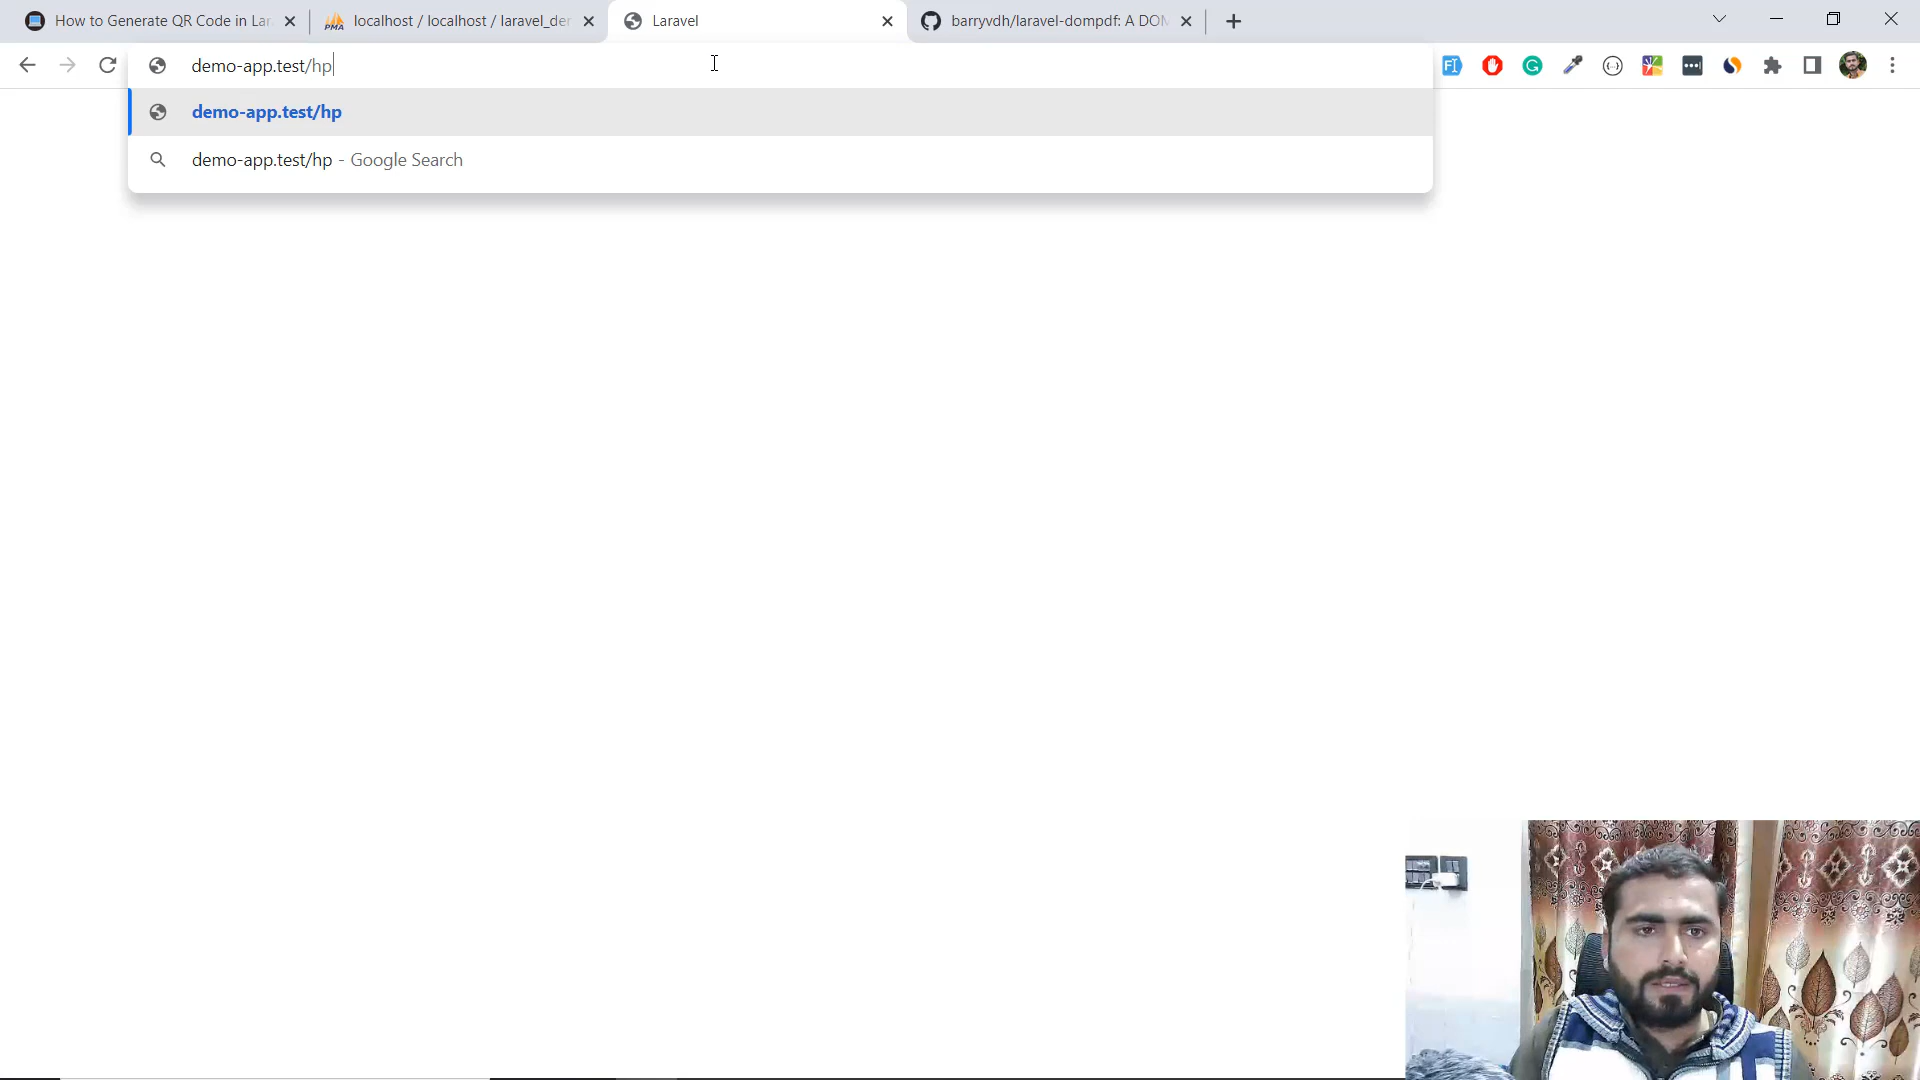 How to Generate QR Code in Lar
localhost / localhost / laravel_der
Laravel
barryvdh/laravel-dompdf: A DOM
demo-app.test/hp
demo-app.test/hp
demo-app.test/hp - Google Search